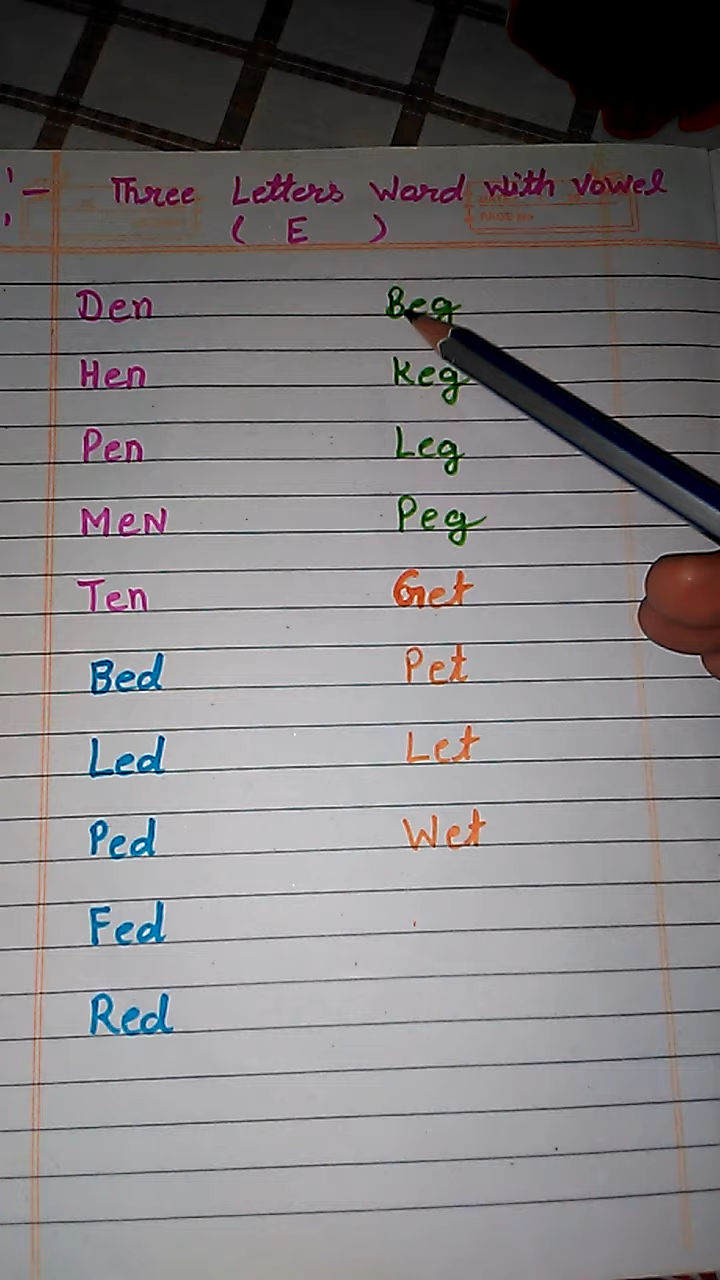 Three Letters Word with vowel
( E )
Den
Hen
Pen
MeN
Ten
Bed
Led
Ped
Fed
Red
Beg
Keg
Leg
Peg
Get
Pet
Let
Wet